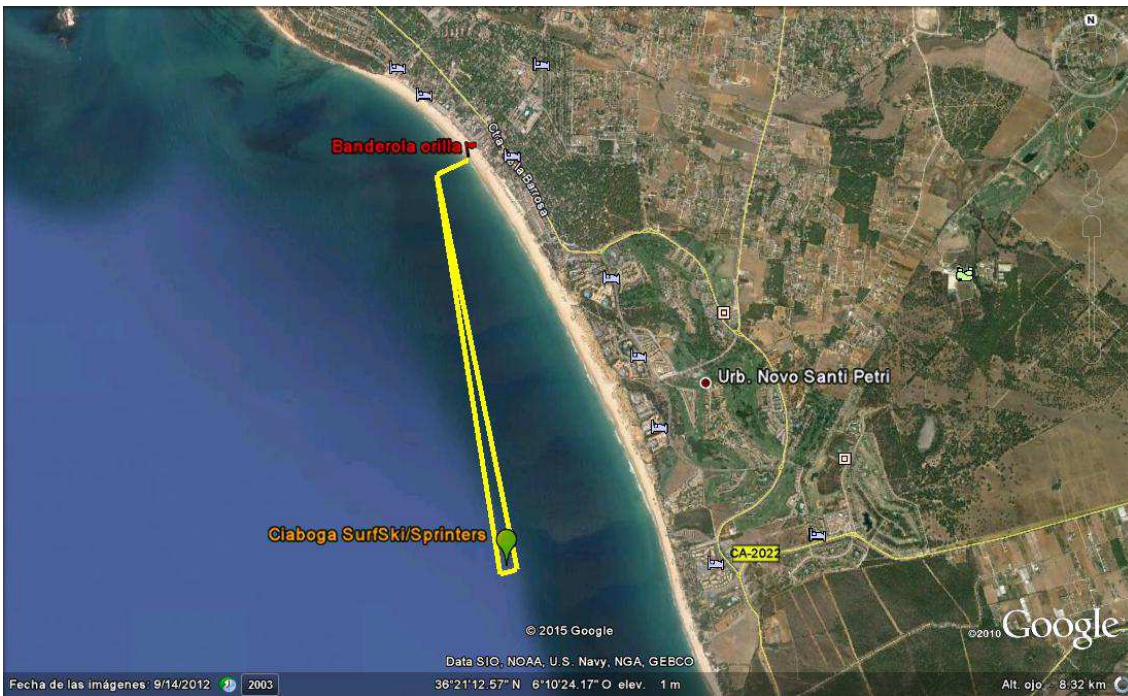 N
Banderola orilla
Ctra. de la Barrosa
Urb. Novo Santi Petri
Ciaboga SurfSki/Sprinters
CA-2022
© 2015 Google
©2010 Google
Data SIO, NOAA, U.S. Navy, NGA, GEBCO
Fecha de las imágenes: 9/14/2012 2003 36°21'12.57" N 6°10'24.17" O elev. 1 m Alt. ojo 8.32 km